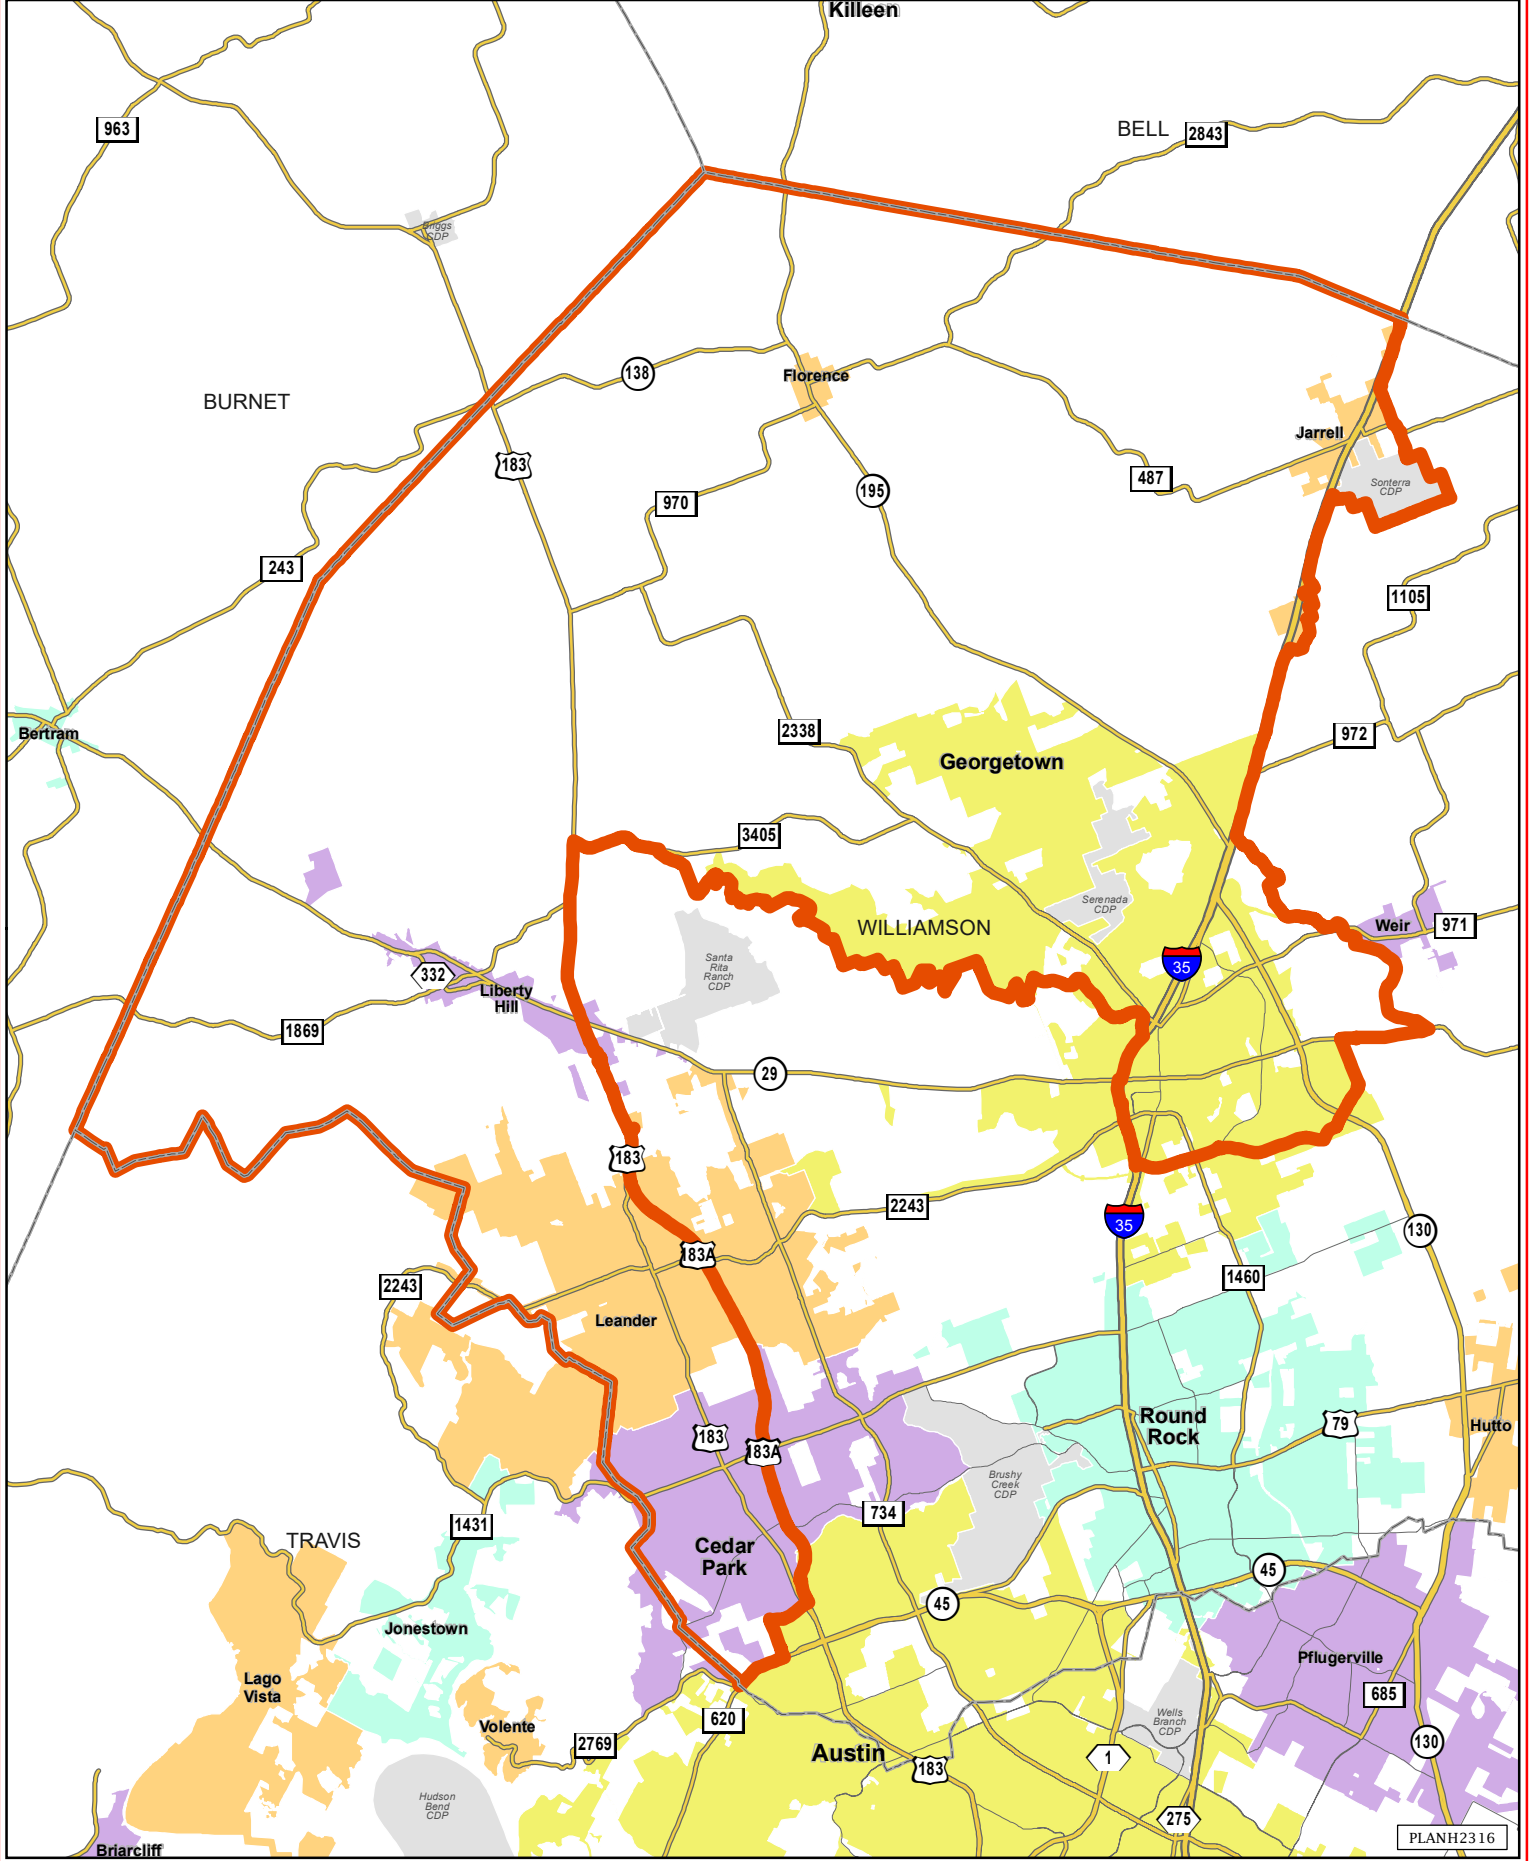 Killeen
963
BELL
2843
Briggs
CDP
138
Florence
BURNET
Jarrell
183
487
Sonterra
CDP
970
195
243
1105
2338
972
Bertram
Georgetown
3405
Serenada
CDP
WILLIAMSON
Weir
971
Santa
Rita
Ranch
CDP
35
332
Liberty
Hill
1869
29
183
2243
35
130
183A
1460
2243
Leander
Round
Rock
79
Hutto
183
183A
Brushy
Creek
CDP
734
1431
TRAVIS
Cedar
Park
45
45
Jonestown
Pflugerville
Lago
Vista
685
Volente
620
Wells
Branch
CDP
2769
Austin
130
1
183
Hudson
Bend
CDP
275
PLANH2316
Briarcliff